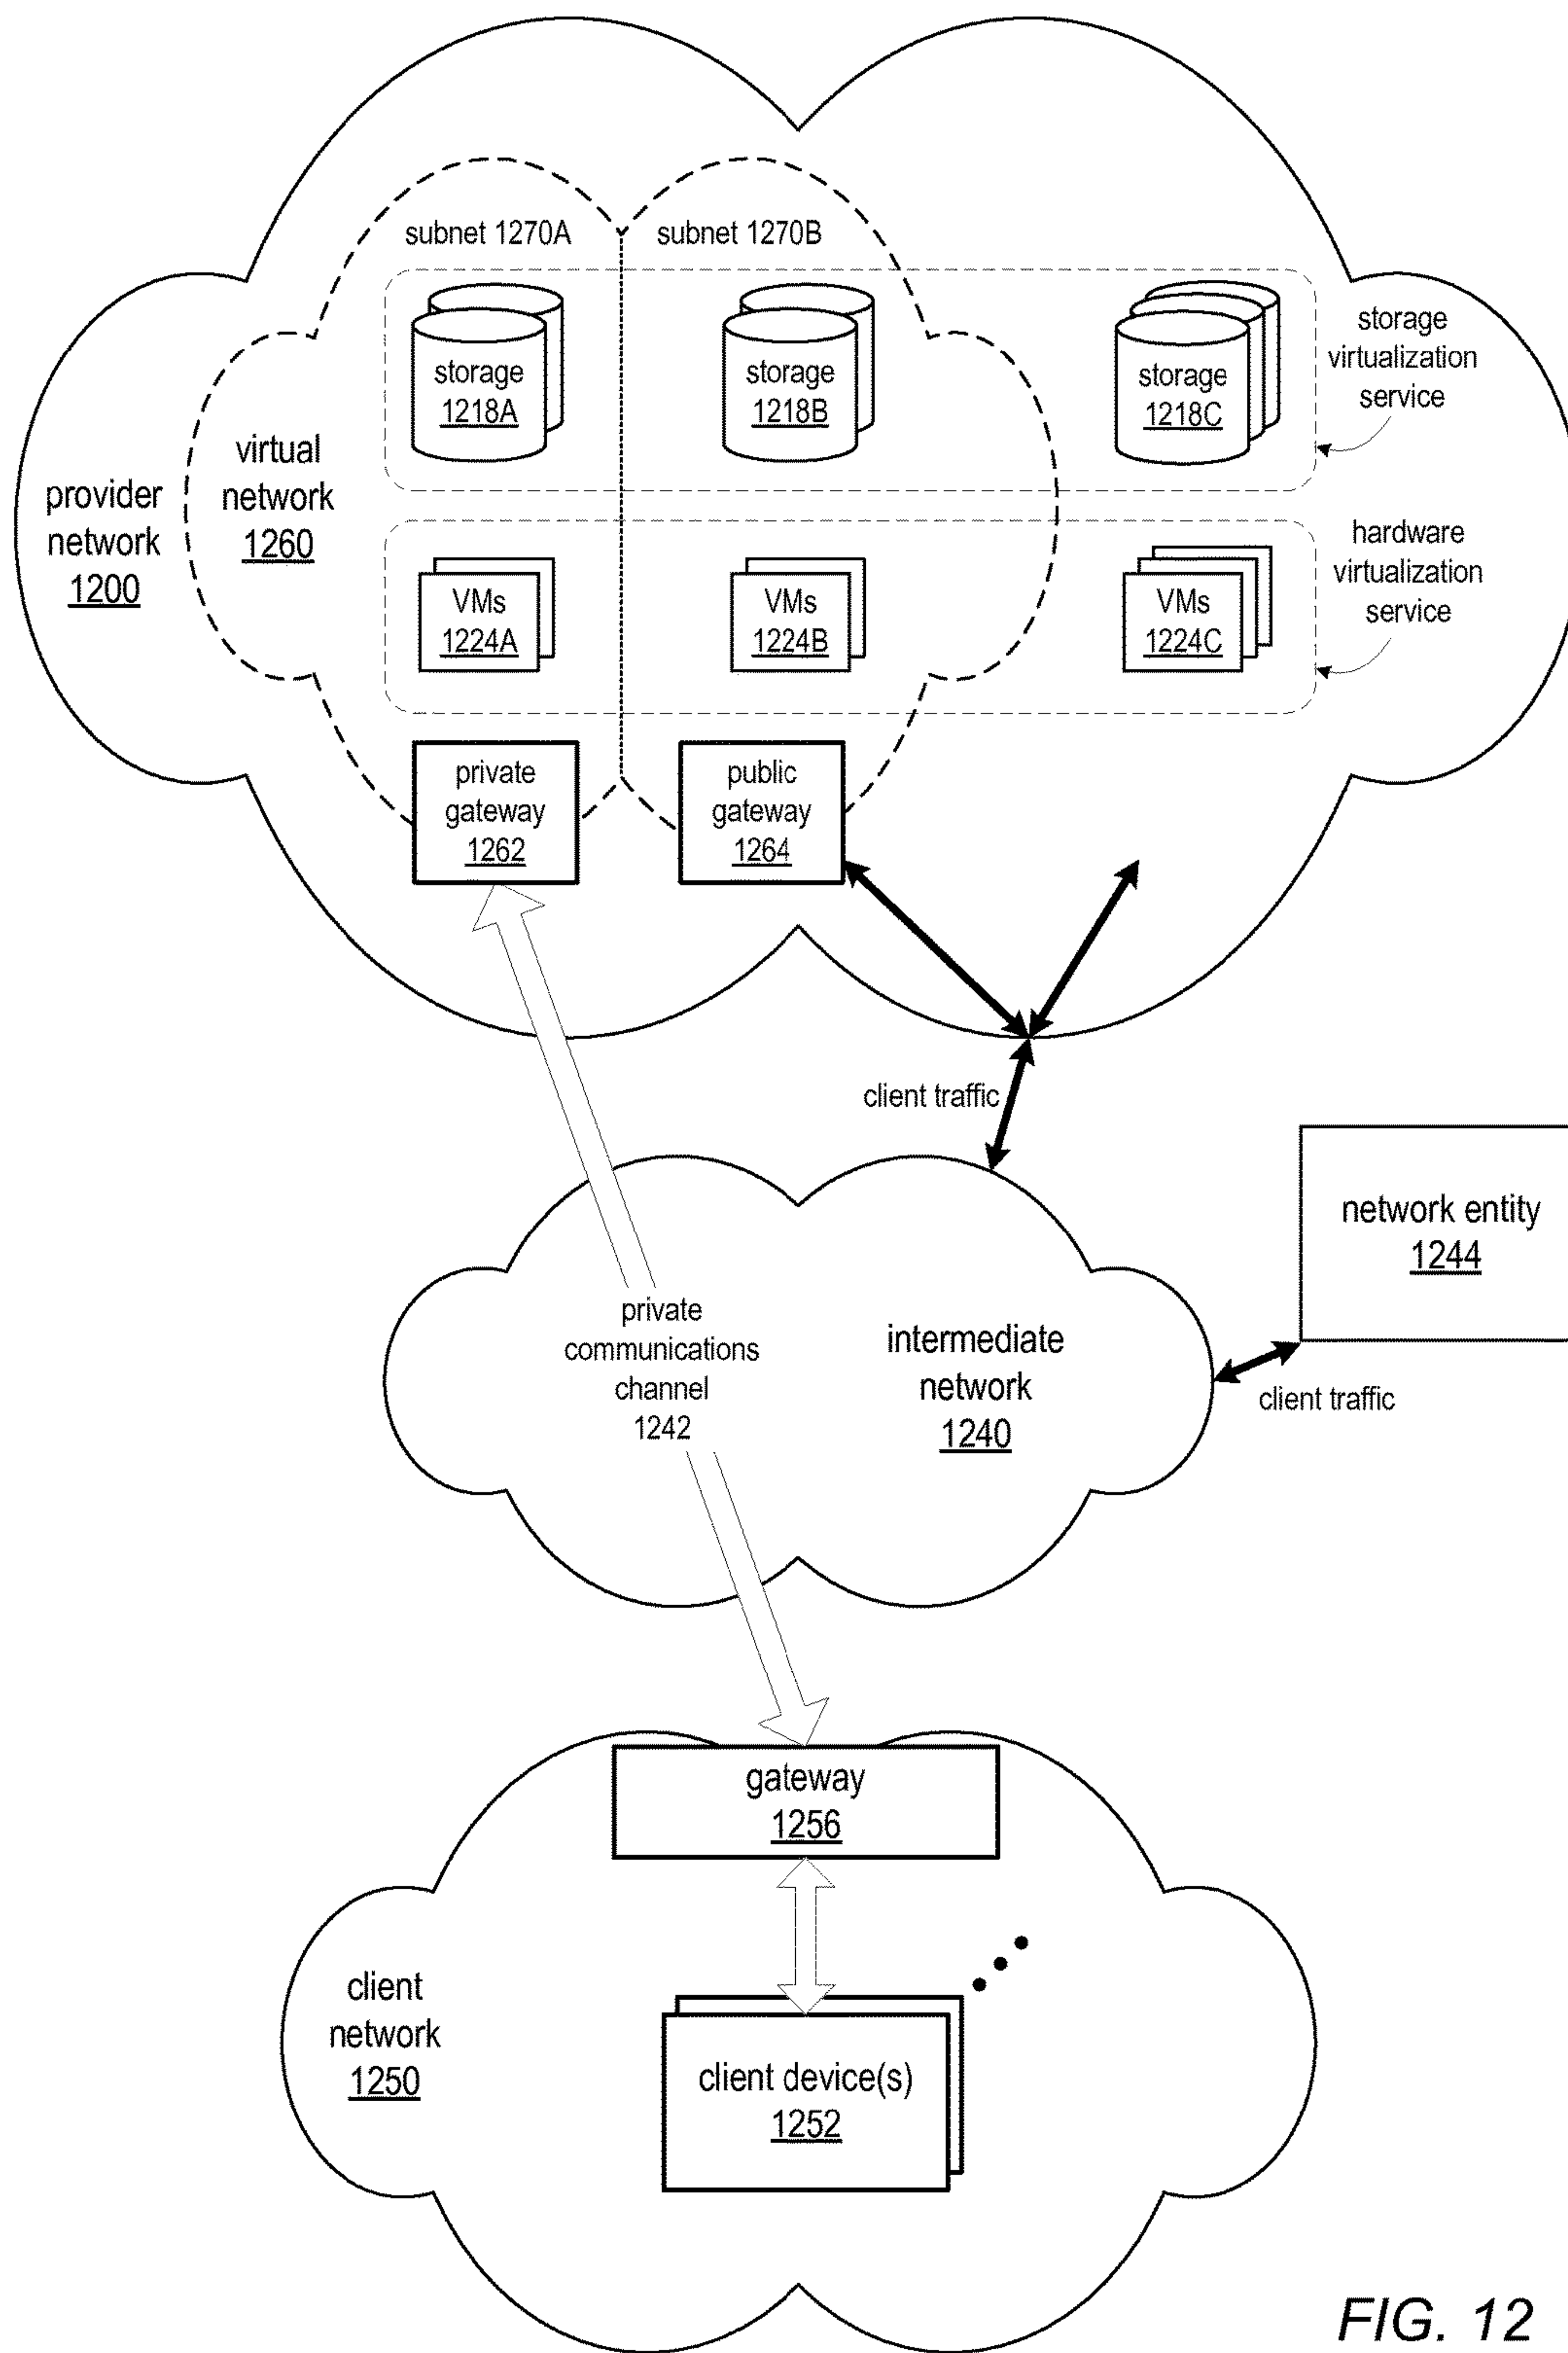 subnet 1270A
subnet 1270B
storage
1218A
storage
1218B
storage
1218C
storage
virtualization
service
provider
network
1200
virtual
network
1260
VMs
1224A
VMs
1224B
VMs
1224C
hardware
virtualization
service
private
gateway
1262
public
gateway
1264
client traffic
network entity
1244
private
communications
channel
1242
intermediate
network
1240
client traffic
gateway
1256
client
network
1250
client device(s)
1252
FIG. 12